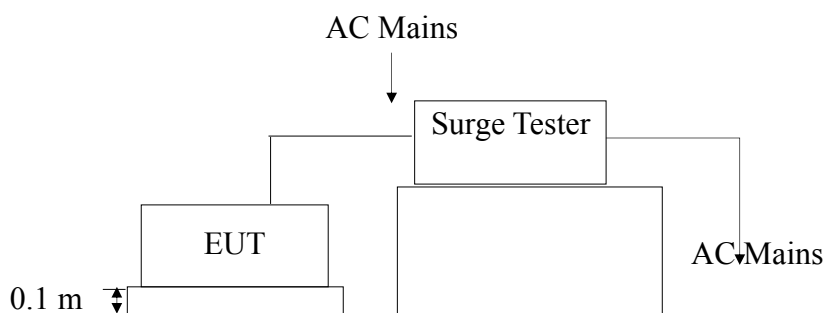 AC Mains
Surge Tester
EUT
AC Mains
0.1 m